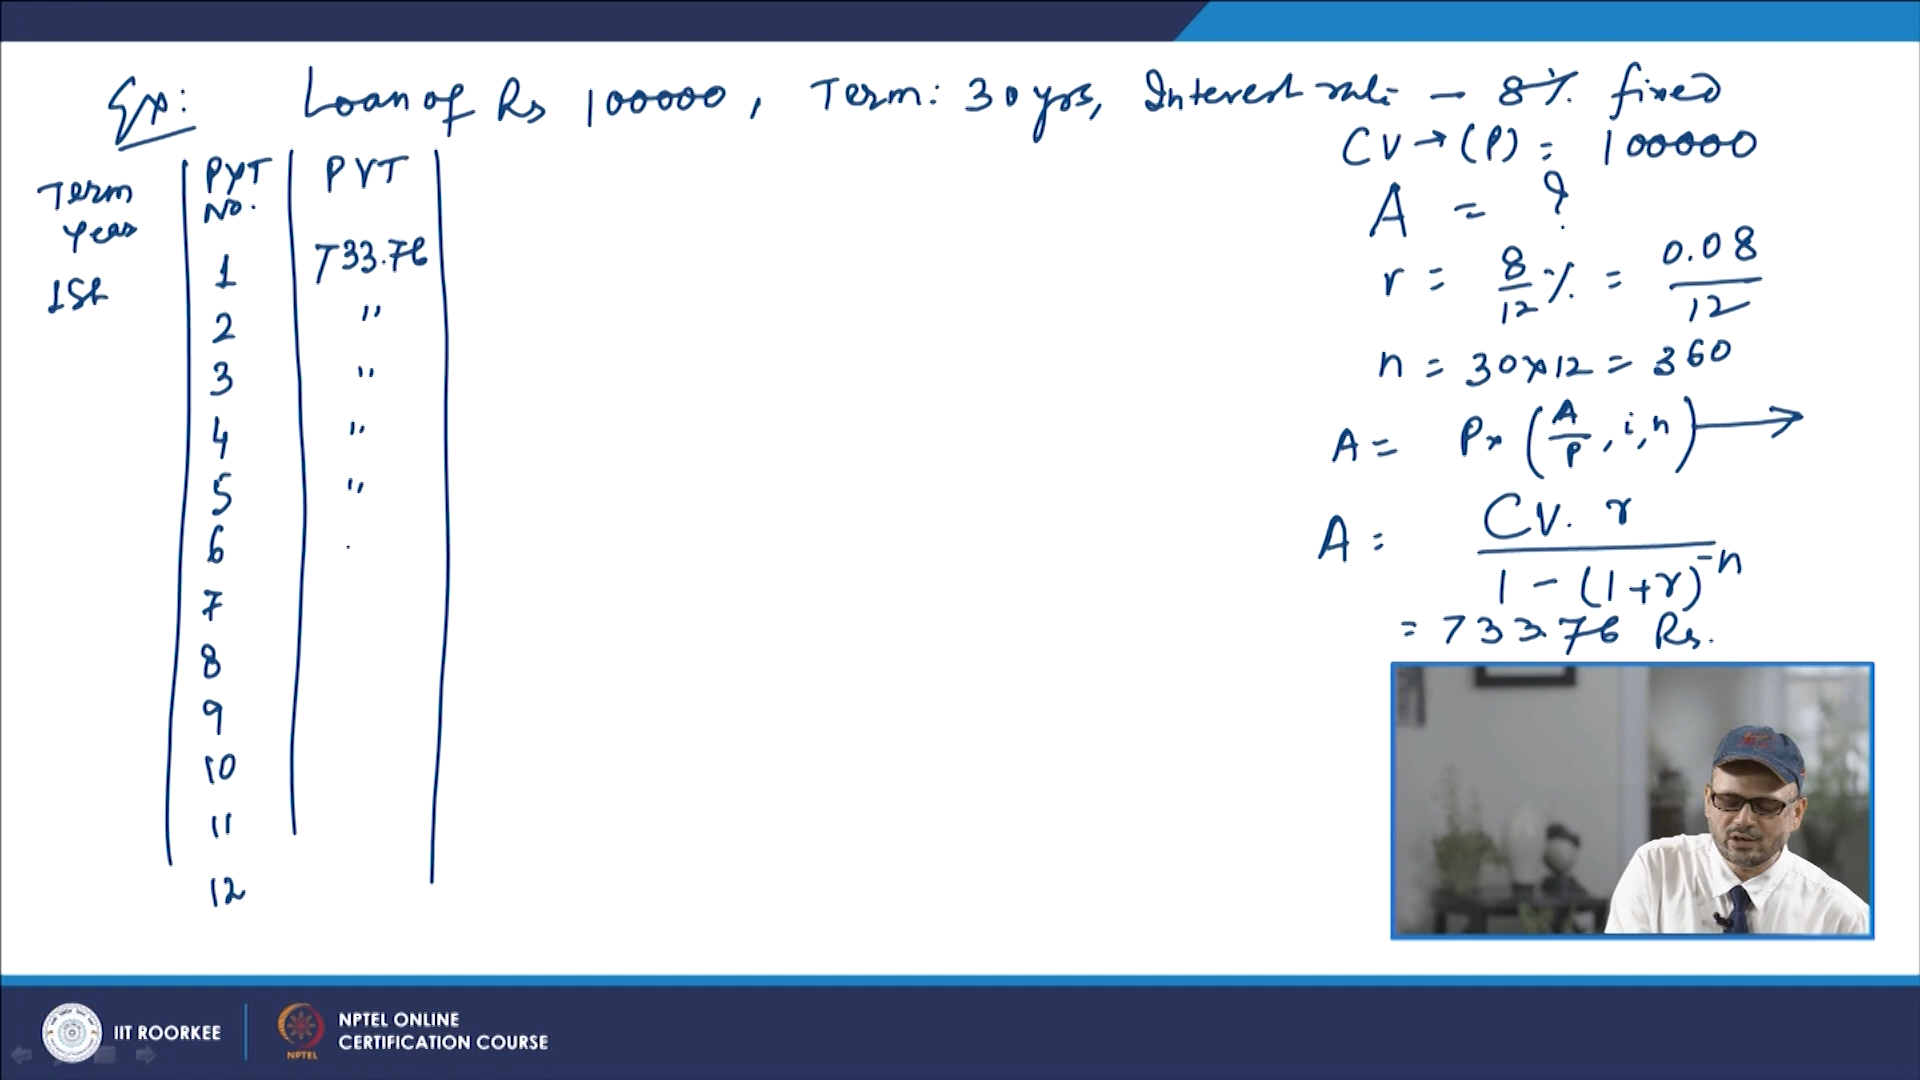 Ex: Loan of Rs 100000, Term: 30 yrs, Interest rate - 8% fixed
CV → (P) = 100000
A = ?
r = 8/12 % = 0.08/12
n = 30×12 = 360
A = P× (A/P, i, n) →
A = CV. r / 1 - (1+r)^-n
= 733.76 Rs.
Term Year
PYT No.
PYT
1st
1 733.76
2 "
3 "
4 "
5 "
6 .
7
8
9
10
11
12
IIT ROORKEE
NPTEL
NPTEL ONLINE
CERTIFICATION COURSE